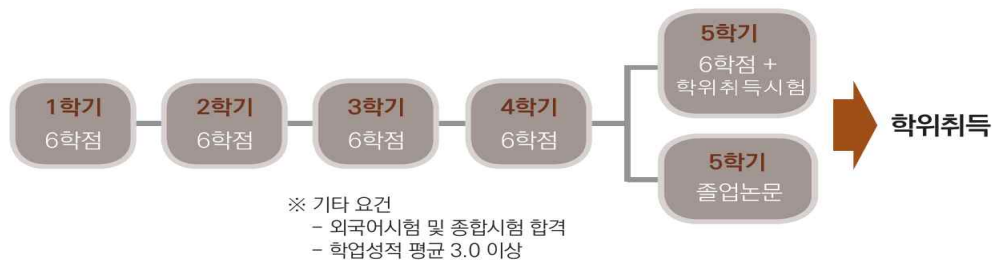 1학기
6학점
2학기
6학점
3학기
6학점
4학기
6학점
5학기
6학점 +
학위취득시험
5학기
졸업논문
학위취득
※ 기타 요건
– 외국어시험 및 종합시험 합격
– 학업성적 평균 3.0 이상